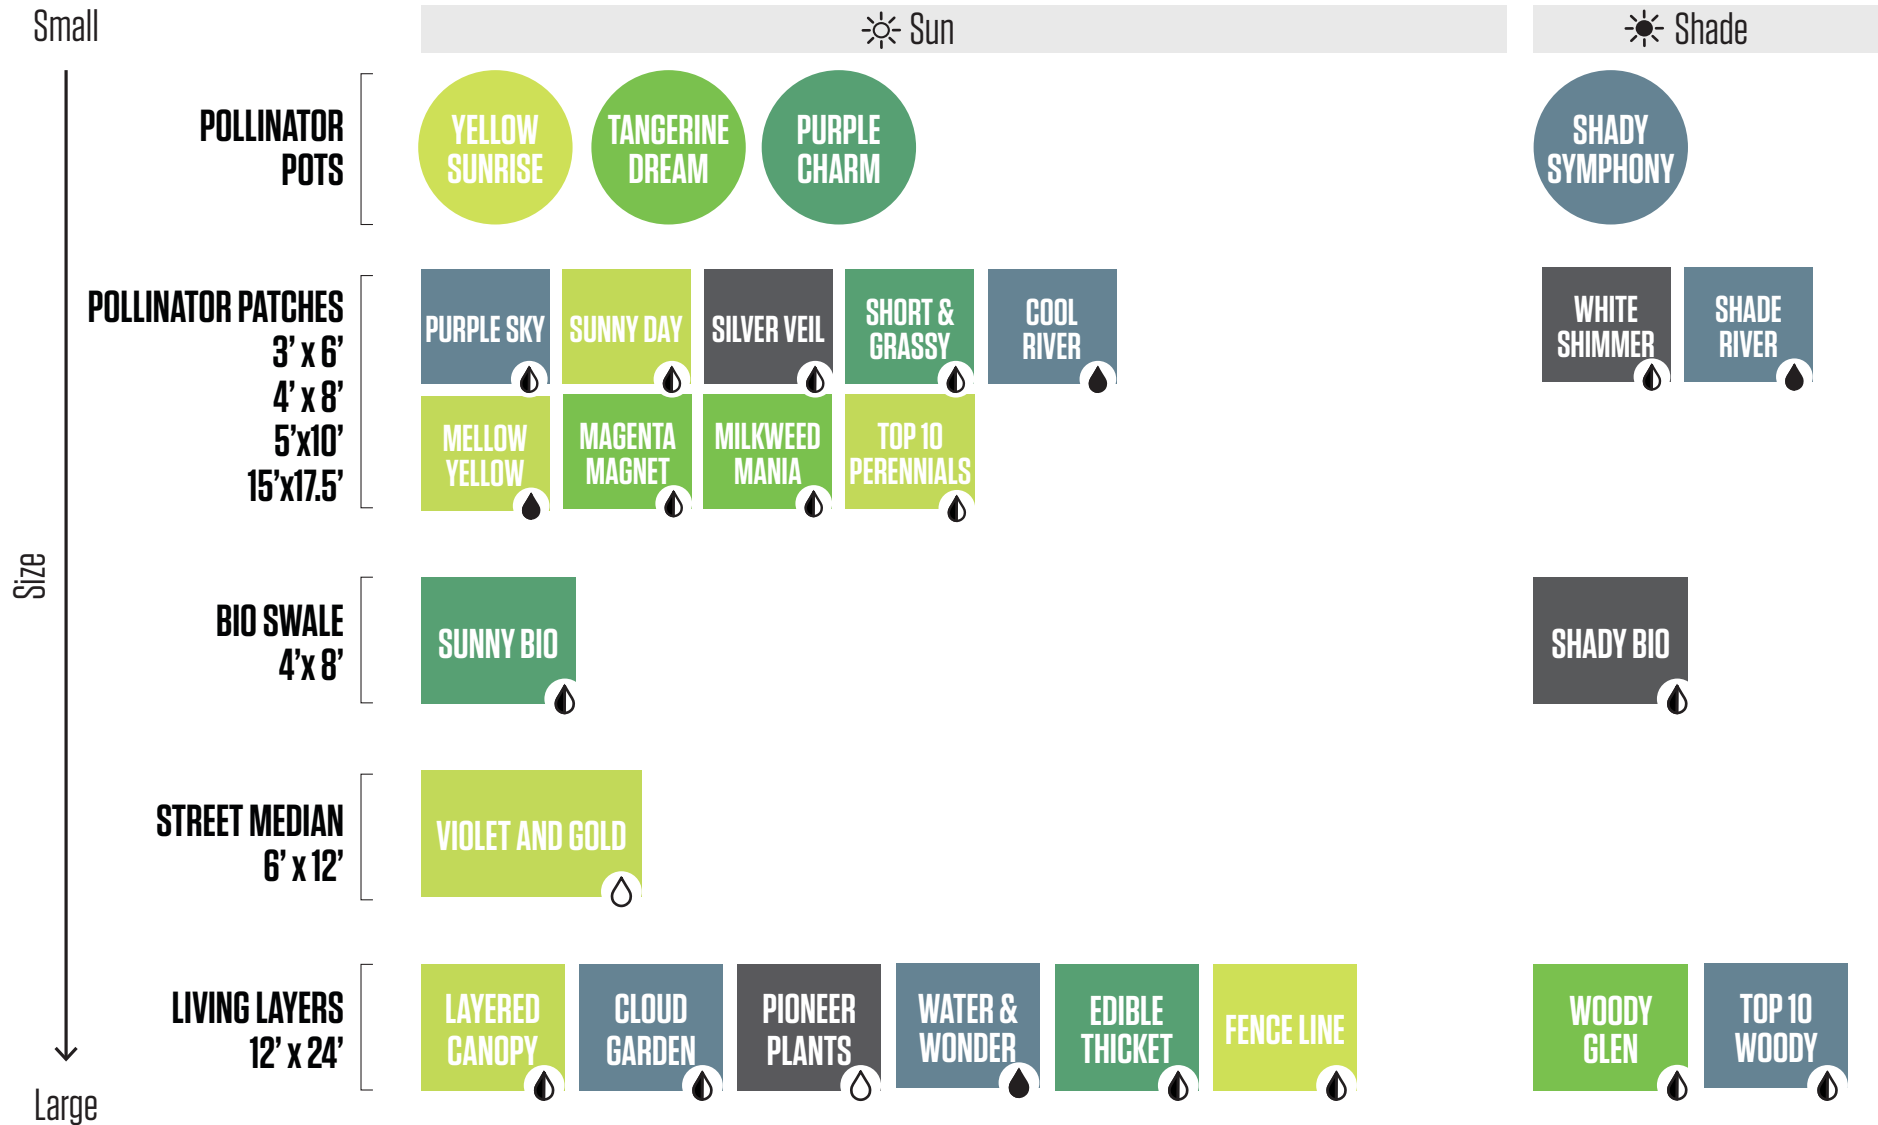 Small
Sun
Shade
POLLINATOR
POTS
YELLOW
SUNRISE
TANGERINE
DREAM
PURPLE
CHARM
SHADY
SYMPHONY
POLLINATOR PATCHES
3’ x 6’
4’ x 8’
5’x10’
15’x17.5’
PURPLE SKY
SUNNY DAY
SILVER VEIL
SHORT &
GRASSY
COOL
RIVER
WHITE
SHIMMER
SHADE
RIVER
MELLOW
YELLOW
MAGENTA
MAGNET
MILKWEED
MANIA
TOP 10
PERENNIALS
Size
BIO SWALE
4’x 8’
SUNNY BIO
SHADY BIO
STREET MEDIAN
6’ x 12’
VIOLET AND GOLD
LIVING LAYERS
12’ x 24’
LAYERED
CANOPY
CLOUD
GARDEN
PIONEER
PLANTS
WATER &
WONDER
EDIBLE
THICKET
FENCE LINE
WOODY
GLEN
TOP 10
WOODY
Large